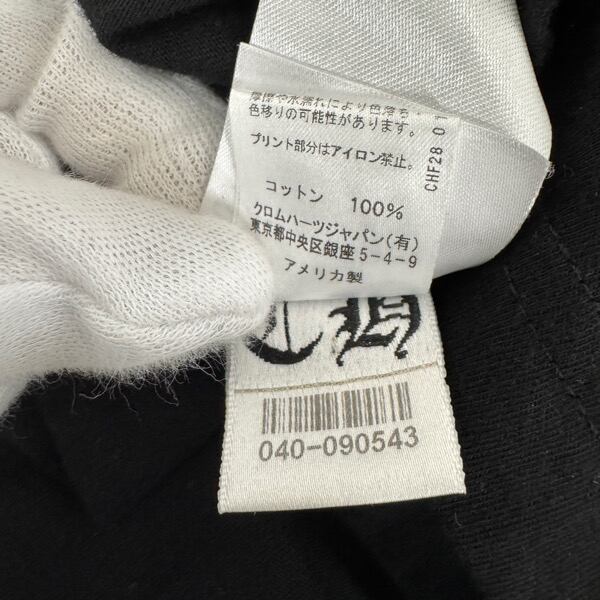 摩擦や水濡れにより色落ち
色移りの可能性があります。
プリント部分はアイロン禁止。
コットン 100%
クロムハーツジャパン(有)
東京都中央区銀座5-4-9
アメリカ製
CHF28 01
CH
040-090543